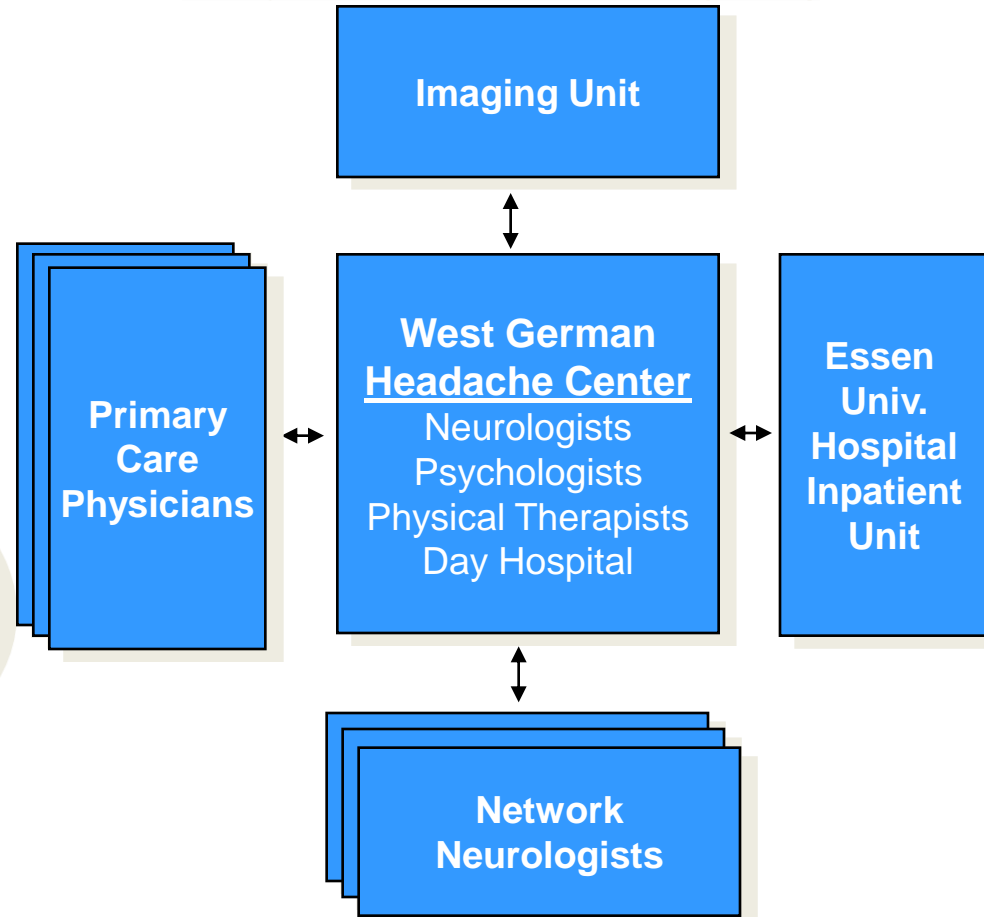 Imaging Unit
West German
Headache Center
Neurologists
Psychologists
Physical Therapists
Day Hospital
Primary
Care
Physicians
Essen
Univ.
Hospital
Inpatient
Unit
Network
Neurologists